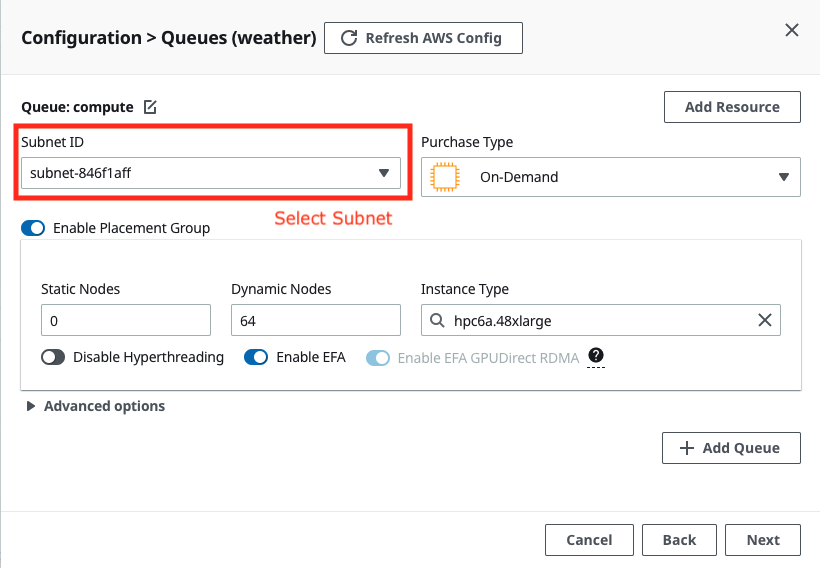 Configuration > Queues (weather)
Refresh AWS Config
Queue: compute
Add Resource
Subnet ID
Purchase Type
subnet-846f1aff
On-Demand
Select Subnet
Enable Placement Group
Static Nodes
Dynamic Nodes
Instance Type
0
64
hpc6a.48xlarge
Disable Hyperthreading
Enable EFA
Enable EFA GPUDirect RDMA
?
Advanced options
Add Queue
Cancel
Back
Next